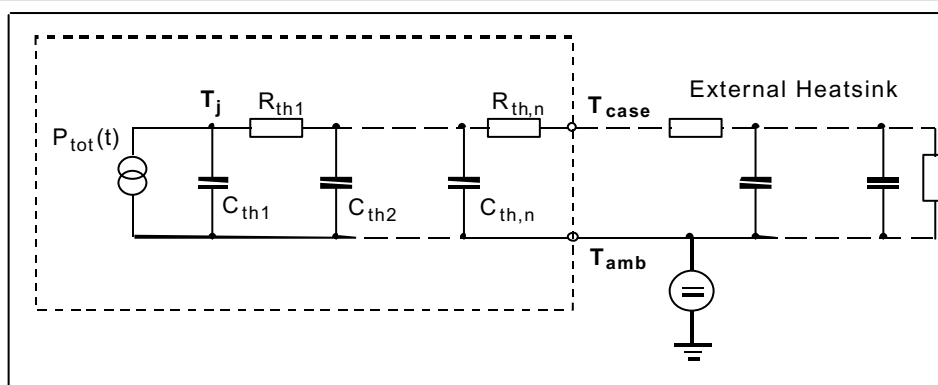 External Heatsink
T_j
R_th1
R_th,n
T_case
P_tot(t)
C_th1
C_th2
C_th,n
T_amb